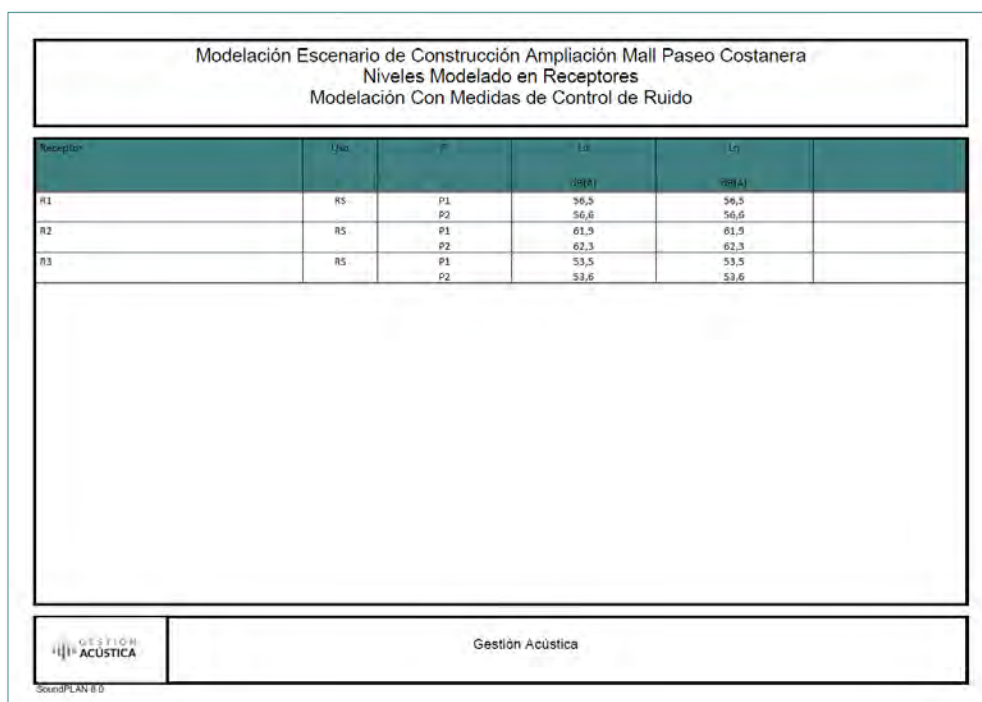 Modelación Escenario de Construcción Ampliación Mall Paseo Costanera
Niveles Modelado en Receptores
Modelación Con Medidas de Control de Ruido
Receptor Uso P Ld Ln
dB(A) dB(A)
R1 RS P1 56,5 56,5
P2 56,6 56,6
R2 RS P1 61,9 61,9
P2 62,3 62,3
R3 RS P1 53,5 53,5
P2 53,6 53,6
GESTIÓN
ACÚSTICA
Gestión Acústica
SoundPLAN 8.0